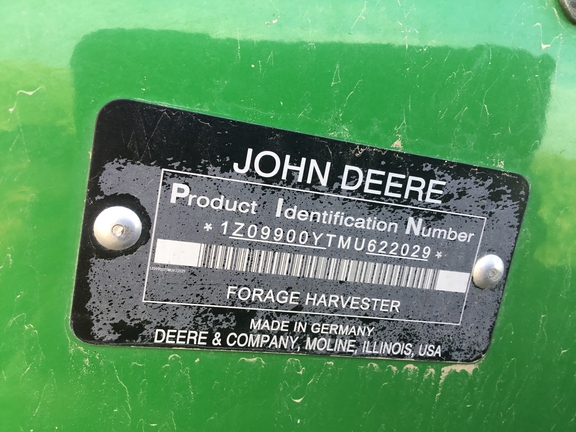 JOHN DEERE
Product Identification Number
*1Z09900YTMU622029*
FORAGE HARVESTER
MADE IN GERMANY
DEERE & COMPANY, MOLINE, ILLINOIS, USA